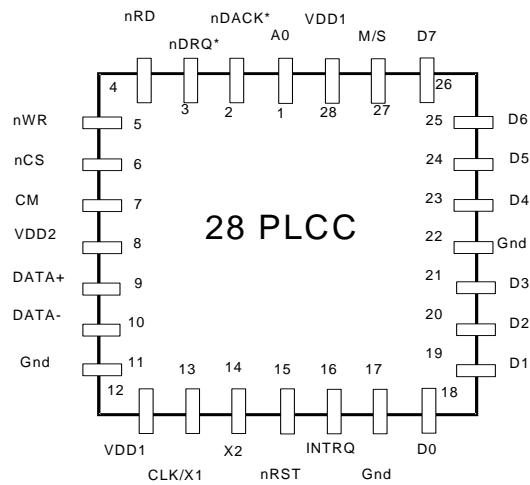 nDACK* VDD1
nRD A0 M/S D7
nDRQ*
4 3 2 1 28 27 26
nWR 5 25 D6
nCS 6 24 D5
CM 7 23 D4
28 PLCC
VDD2 8 22 Gnd
DATA+ 9 21 D3
DATA- 10 20 D2
Gnd 11 19 D1
12 13 14 15 16 17 18
VDD1 X2 INTRQ D0
CLK/X1 nRST Gnd